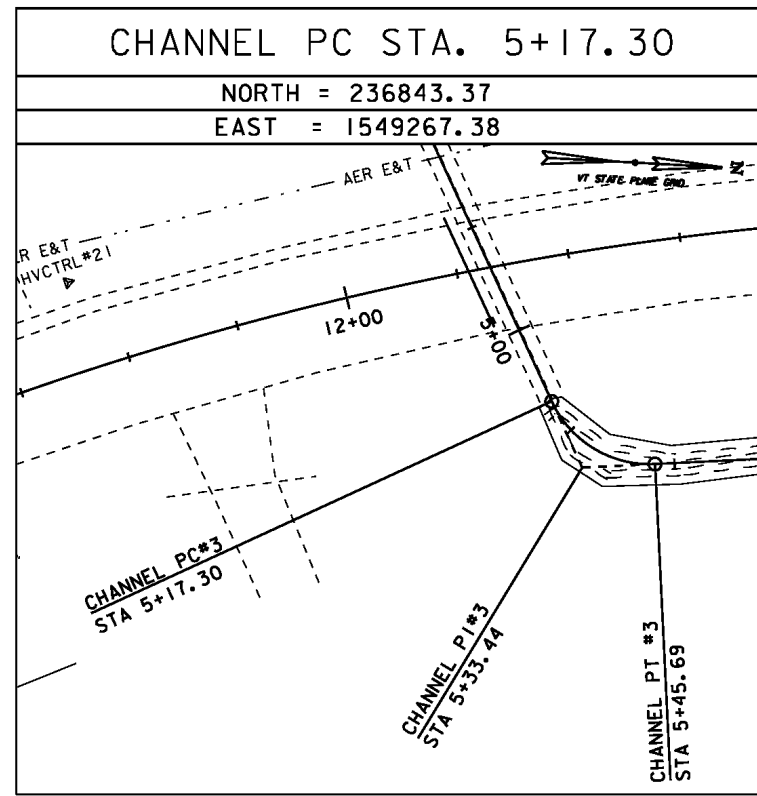 CHANNEL PC STA. 5+17.30
NORTH = 236843.37
EAST = 1549267.38
AER E&T
VT STATE PLANE GRID
N
R E&T
HVCTRL#21
12+00
5+00
CHANNEL PC#3
STA 5+17.30
CHANNEL PI#3
STA 5+33.44
CHANNEL PT #3
STA 5+45.69